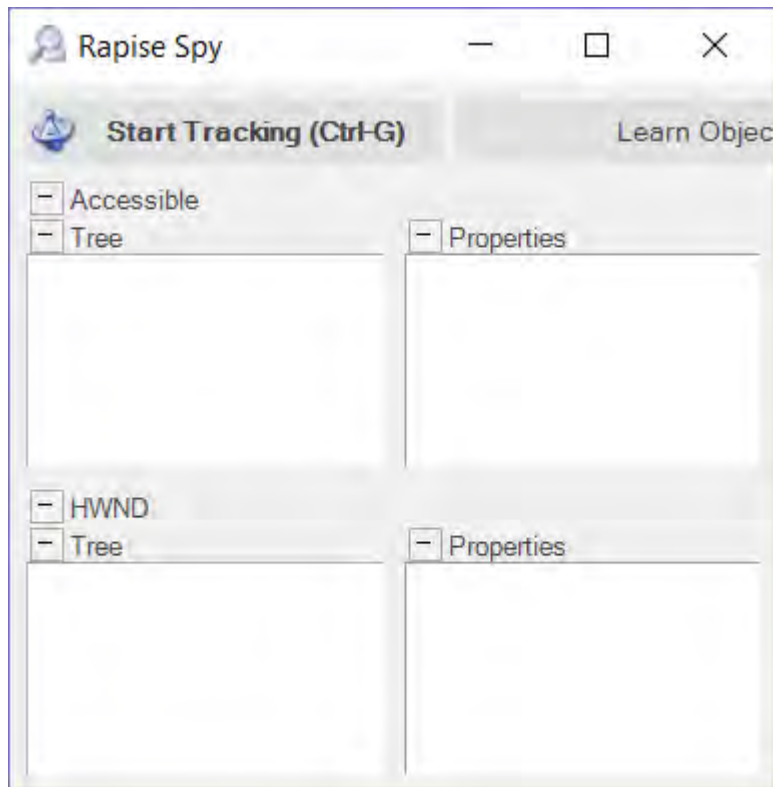 Rapise Spy
Start Tracking (Ctrl-G) Learn Objec
Accessible
Tree Properties
HWND
Tree Properties